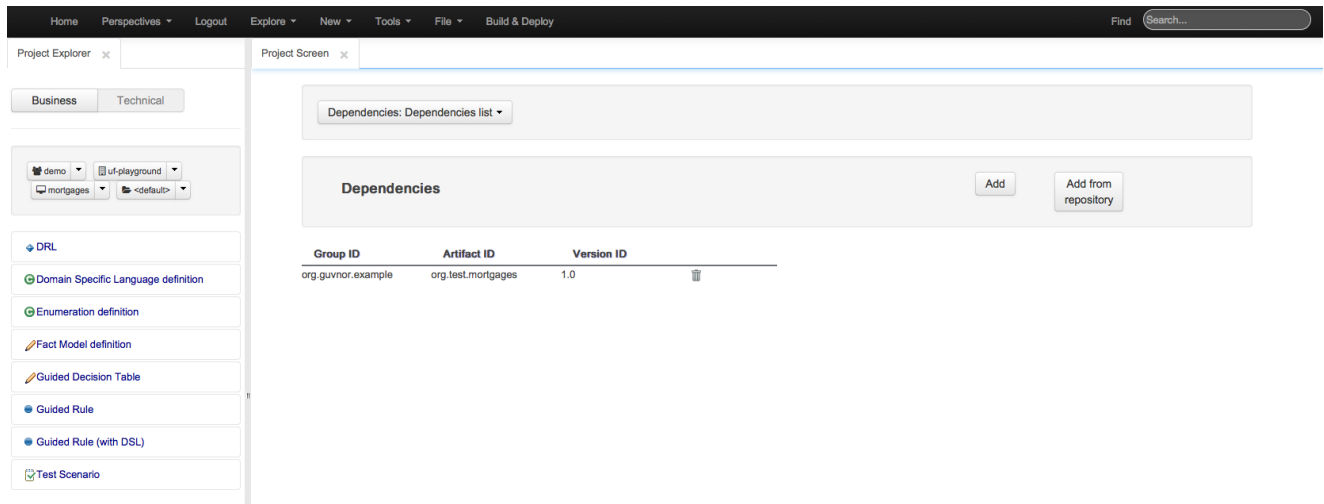 Home Perspectives Logout Explore New Tools File Build & Deploy Find Search...
Project Explorer
Project Screen
Business Technical
Dependencies: Dependencies list
demo uf-playground
mortgages <default>
Dependencies
Add
Add from
repository
DRL
Domain Specific Language definition
Enumeration definition
Fact Model definition
Guided Decision Table
Guided Rule
Guided Rule (with DSL)
Test Scenario
Group ID Artifact ID Version ID
org.guvnor.example org.test.mortgages 1.0